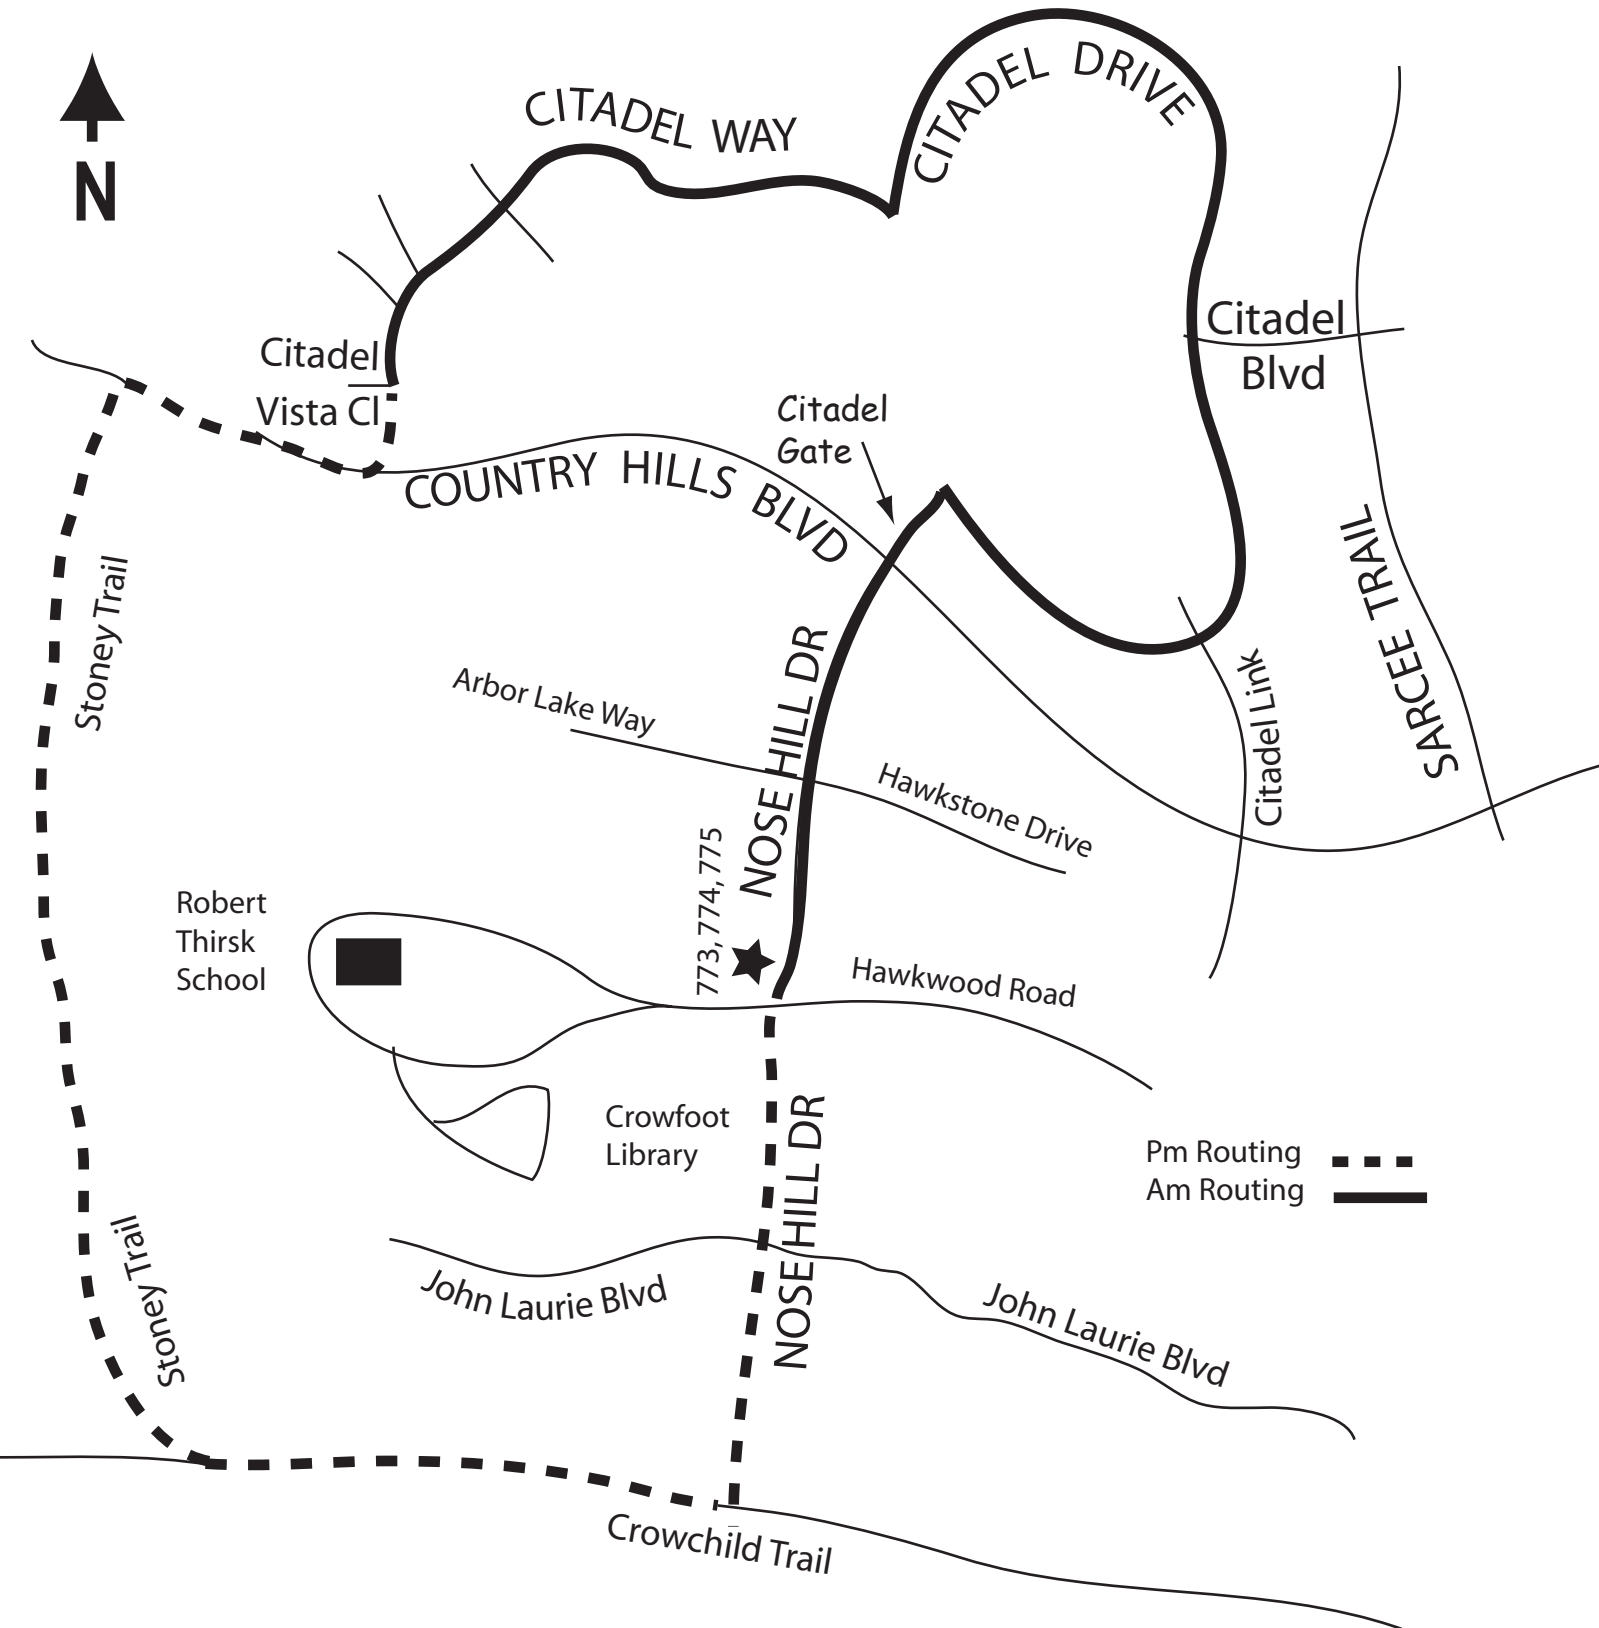 CITADEL DRIVE
CITADEL WAY
N
Citadel
Blvd
Citadel
Vista Cl
Citadel
Gate
COUNTRY HILLS BLVD
SARCEE TRAIL
Stoney Trail
NOSE HILL DR
Arbor Lake Way
Citadel Link
Hawkstone Drive
773,774,775
Robert
Thirsk
School
Hawkwood Road
Crowfoot
Library
NOSE HILL DR
Pm Routing
Am Routing
Stoney Trail
John Laurie Blvd
John Laurie Blvd
Crowchild Trail